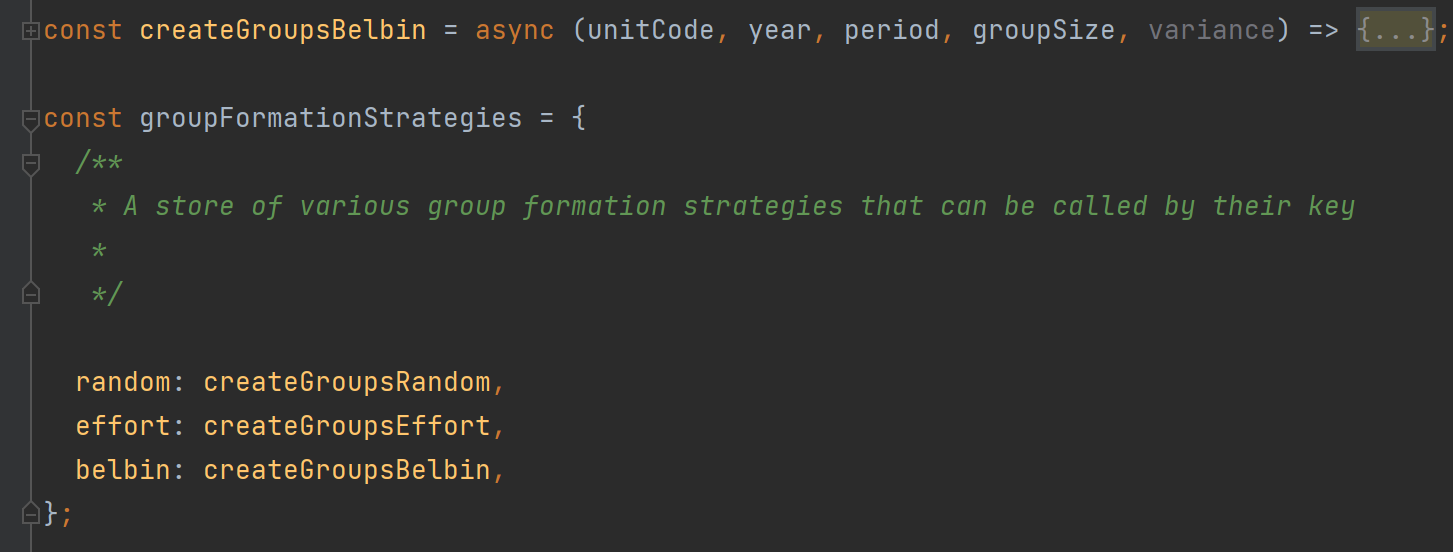 const createGroupsBelbin = async (unitCode, year, period, groupSize, variance) => {...};
const groupFormationStrategies = {
/**
* A store of various group formation strategies that can be called by their key
*
*/
random: createGroupsRandom,
effort: createGroupsEffort,
belbin: createGroupsBelbin,
};